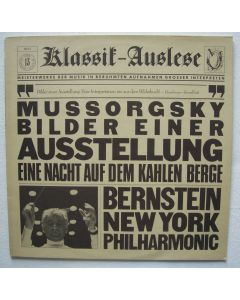 Klassik-Auslese
MEISTERWERKE DER MUSIK IN BERÜHMTEN AUFNAHMEN GROSSER INTERPRETEN
MUSSORGSKY
BILDER EINER
AUSSTELLUNG
EINE NACHT AUF DEM KAHLEN BERGE
BERNSTEIN
NEW YORK
PHILHARMONIC